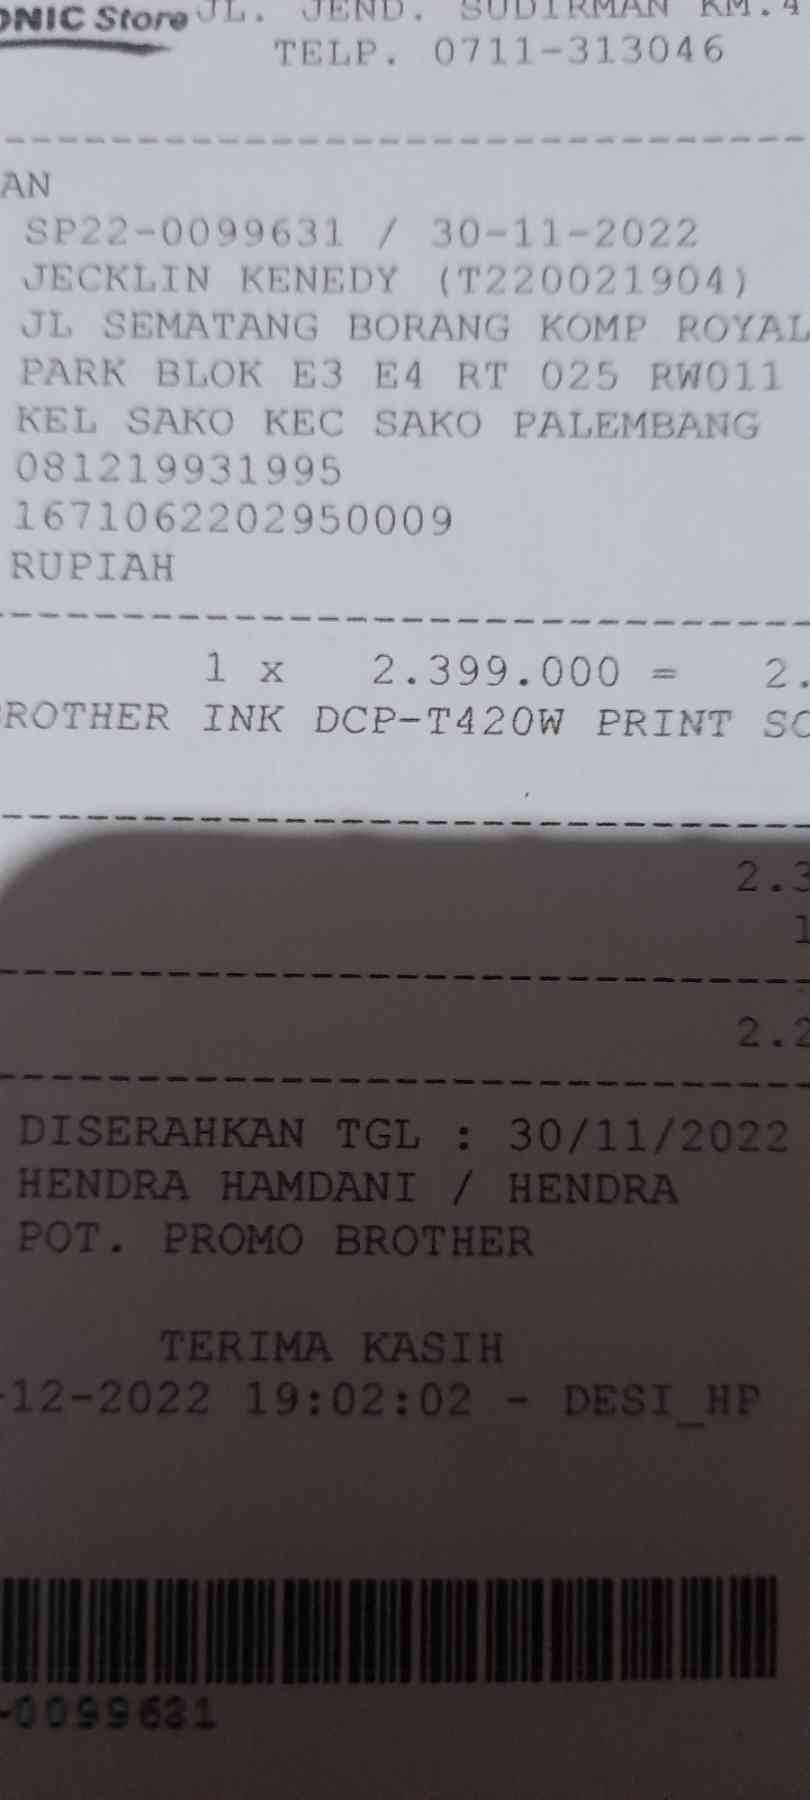 ONIC Store JL. JEND. SUDIRMAN KM.4
TELP. 0711-313046
AN
SP22-0099631 / 30-11-2022
JECKLIN KENEDY (T220021904)
JL SEMATANG BORANG KOMP ROYAL
PARK BLOK E3 E4 RT 025 RW011
KEL SAKO KEC SAKO PALEMBANG
081219931995
1671062202950009
RUPIAH
1 x 2.399.000 = 2.
ROTHER INK DCP-T420W PRINT SC
2.3
1
2.2
DISERAHKAN TGL : 30/11/2022
HENDRA HAMDANI / HENDRA
POT. PROMO BROTHER
TERIMA KASIH
-12-2022 19:02:02 - DESI_HP
-0099631